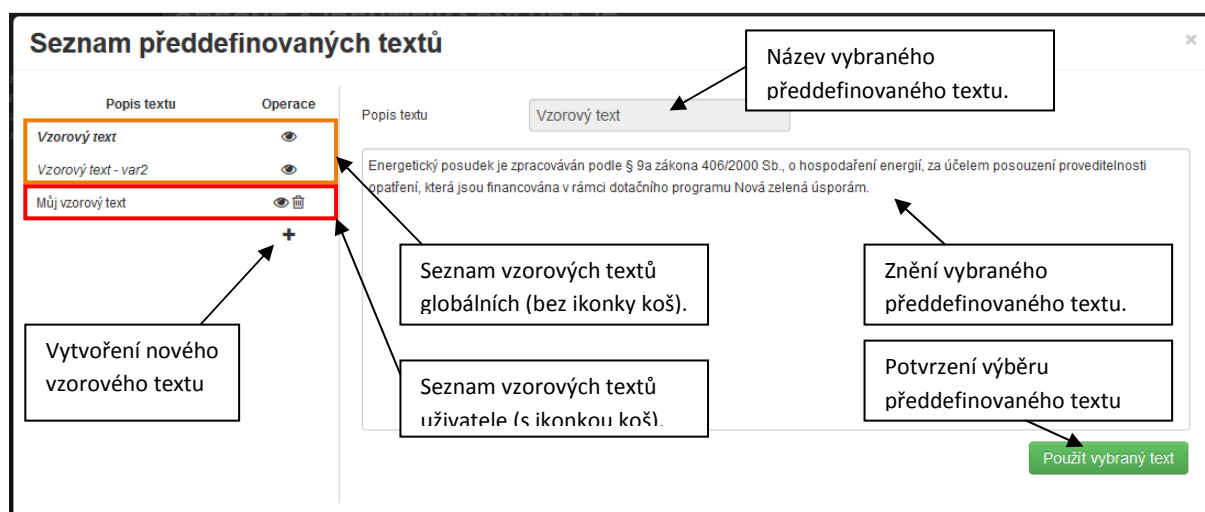 Seznam předdefinovaných textů
×
Popis textu Operace
Vzorový text
Vzorový text - var2
Můj vzorový text
Popis textu Vzorový text
Energetický posudek je zpracováván podle § 9a zákona 406/2000 Sb., o hospodaření energií, za účelem posouzení proveditelnosti
opatření, která jsou financována v rámci dotačního programu Nová zelená úsporám.
Název vybraného
předdefinovaného textu.
Seznam vzorových textů
globálních (bez ikonky koš).
Znění vybraného
předdefinovaného textu.
Vytvoření nového
vzorového textu
Seznam vzorových textů
uživatele (s ikonkou koš).
Potvrzení výběru
předdefinovaného textu
Použít vybraný text